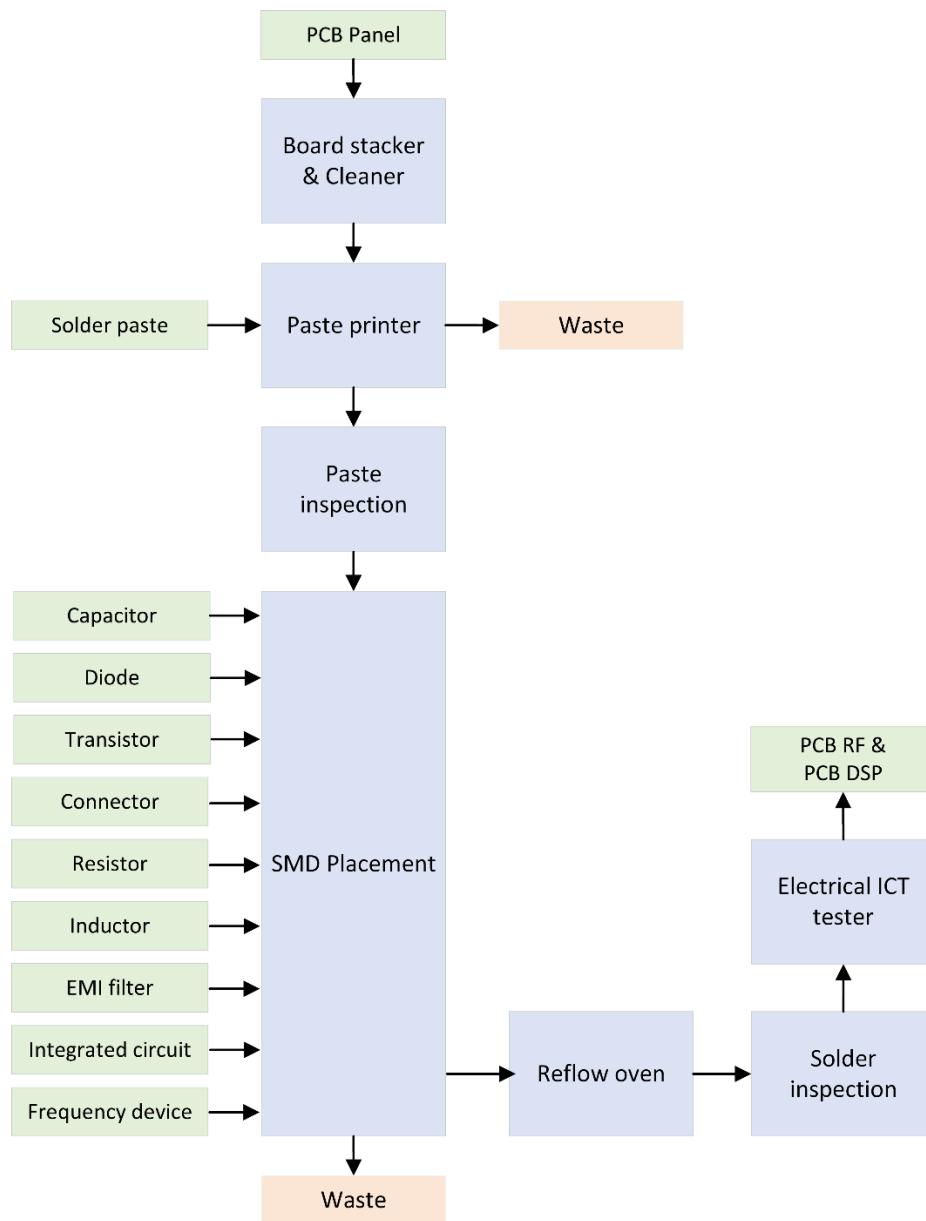 PCB Panel
Board stacker
& Cleaner
Solder paste
Paste printer
Waste
Paste
inspection
Capacitor
Diode
Transistor
Connector
Resistor
Inductor
EMI filter
Integrated circuit
Frequency device
SMD Placement
Waste
Reflow oven
Solder
inspection
Electrical ICT
tester
PCB RF &
PCB DSP